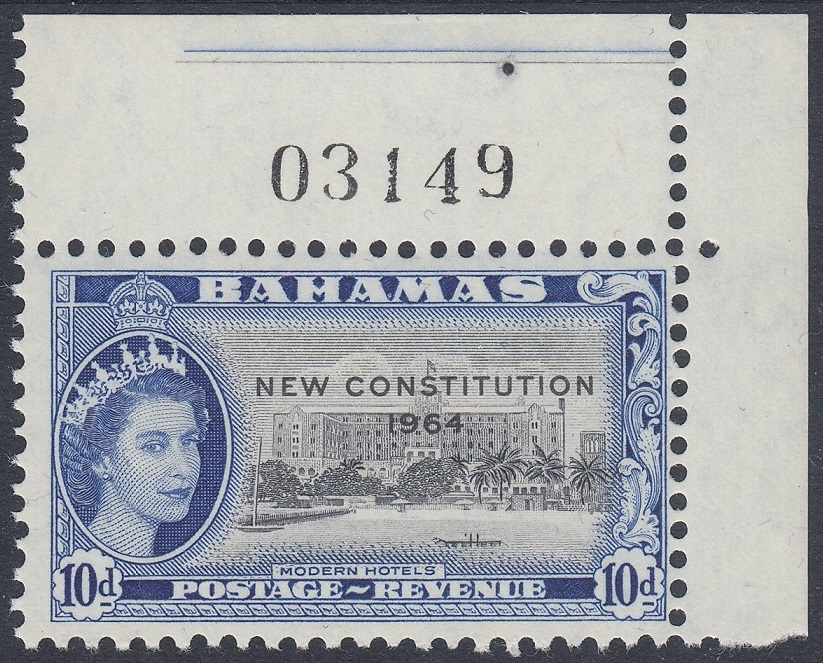 03149
BAHAMAS
NEW CONSTITUTION
1964
MODERN HOTELS
10d POSTAGE~REVENUE 10d